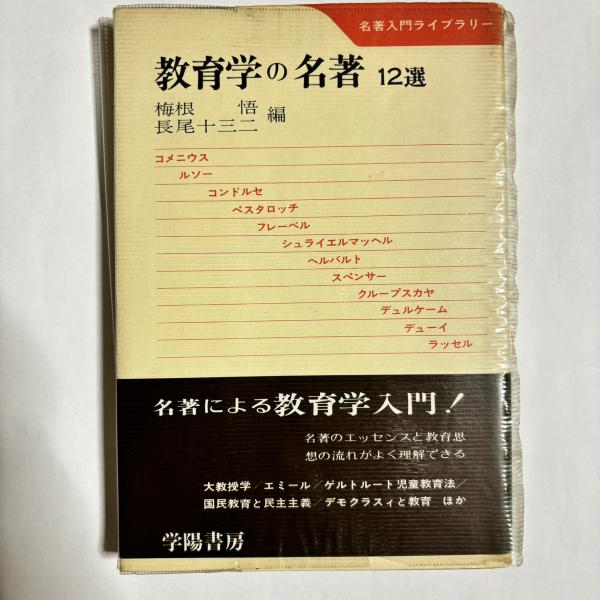 名著入門ライブラリー
教育学の名著 12選
梅根 悟
長尾十三二 編
コメニウス
ルソー
コンドルセ
ペスタロッチ
フレーベル
シュライエルマッヘル
ヘルバルト
スペンサー
クループスカヤ
デュルケーム
デューイ
ラッセル
名著による教育学入門!
名著のエッセンスと教育思
想の流れがよく理解できる
大教授学/エミール/ゲルトルート児童教育法/
国民教育と民主主義/デモクラスィと教育 ほか
学陽書房